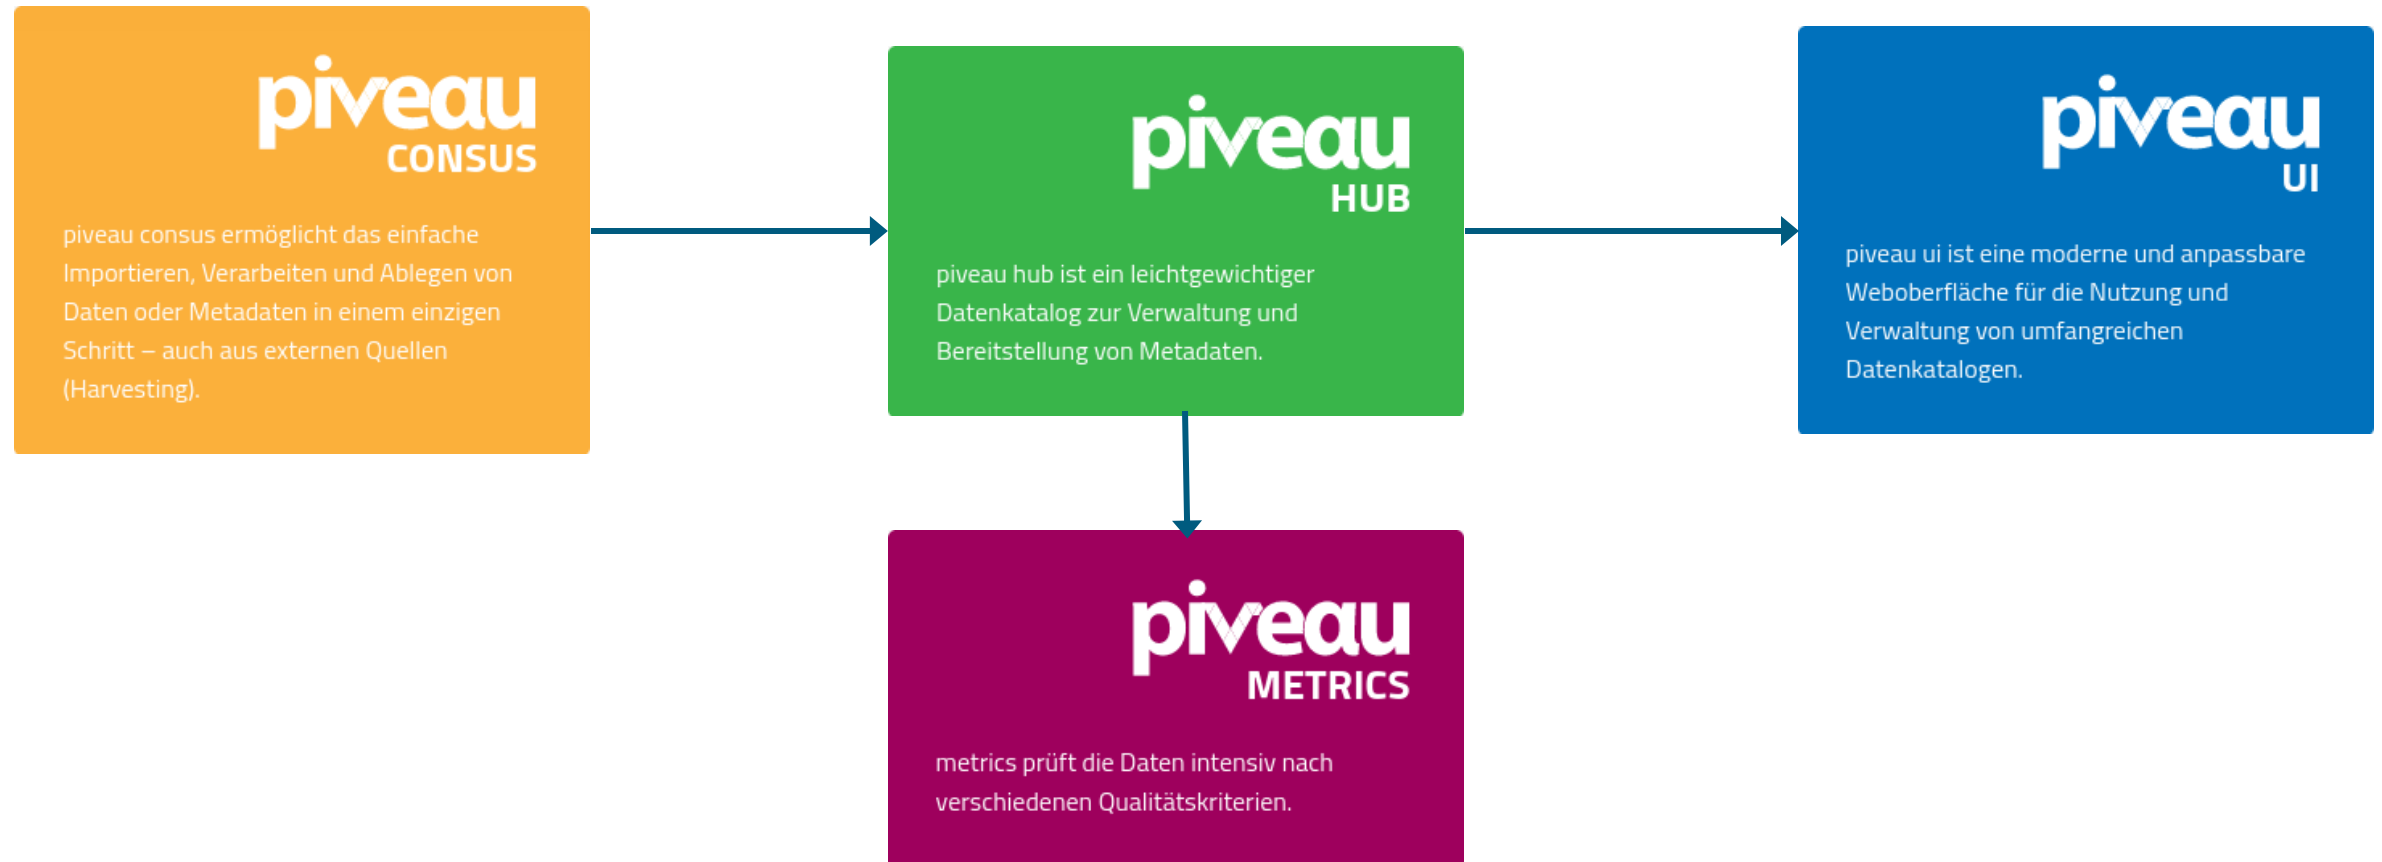 piveau
CONSUS
piveau consus ermöglicht das einfache
Importieren, Verarbeiten und Ablegen von
Daten oder Metadaten in einem einzigen
Schritt – auch aus externen Quellen
(Harvesting).
piveau
HUB
piveau hub ist ein leichtgewichtiger
Datenkatalog zur Verwaltung und
Bereitstellung von Metadaten.
piveau
UI
piveau ui ist eine moderne und anpassbare
Weboberfläche für die Nutzung und
Verwaltung von umfangreichen
Datenkatalogen.
piveau
METRICS
metrics prüft die Daten intensiv nach
verschiedenen Qualitätskriterien.